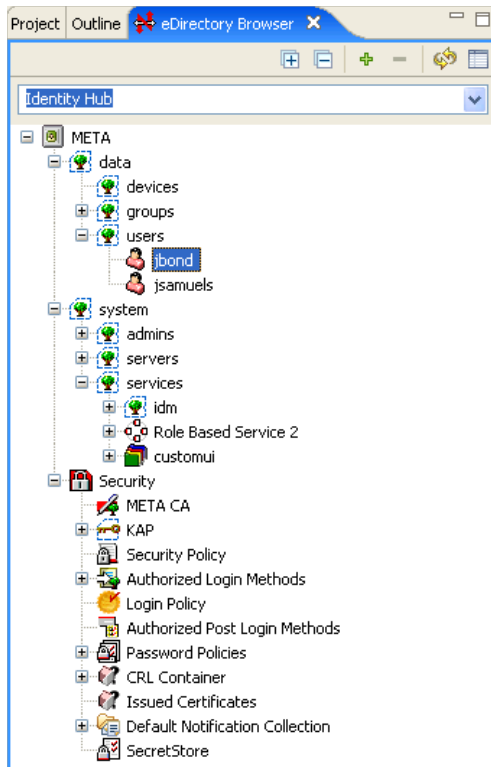 Project Outline eDirectory Browser
Identity Hub
META
data
devices
groups
users
jbond
jsamuels
system
admins
servers
services
idm
Role Based Service 2
customui
Security
META CA
KAP
Security Policy
Authorized Login Methods
Login Policy
Authorized Post Login Methods
Password Policies
CRL Container
Issued Certificates
Default Notification Collection
SecretStore